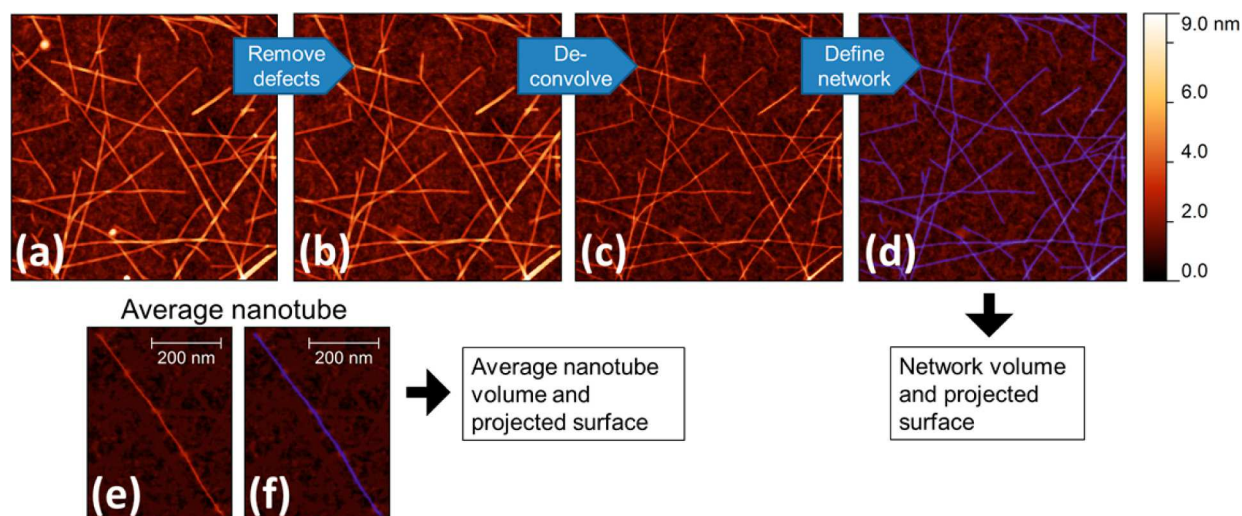 Remove
defects
De-
convolve
Define
network
9.0 nm
6.0
4.0
2.0
0.0
(a)
(b)
(c)
(d)
Average nanotube
200 nm
200 nm
(e)
(f)
Average nanotube
volume and
projected surface
Network volume
and projected
surface